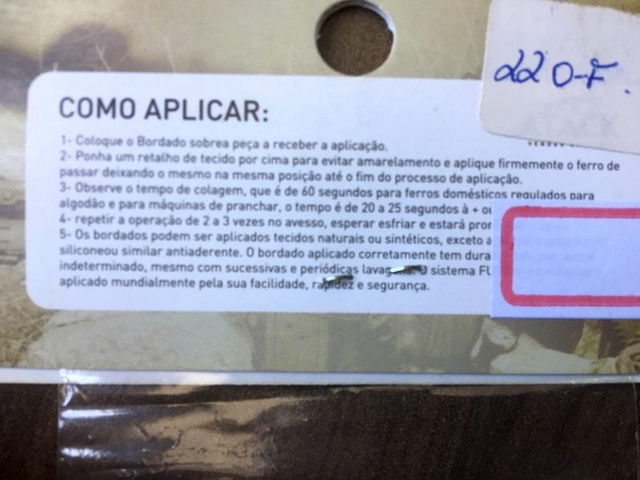 22 0-F.
COMO APLICAR:
1- Coloque o Bordado sobrea peça a receber a aplicação.
2- Ponha um retalho de tecido por cima para evitar amarelamento e aplique firmemente o ferro de
passar deixando o mesmo na mesma posição até o fim do processo de aplicação.
3- Observe o tempo de colagem, que é de 60 segundos para ferros domésticos regulados para
algodão e para máquinas de pranchar, o tempo é de 20 a 25 segundos à + ou
4- repetir a operação de 2 a 3 vezes no avesso, esperar esfriar e estará
5- Os bordados podem ser aplicados tecidos naturais ou sintéticos, exceto a
siliconeou similar antiaderente. O bordado aplicado corretamente tem dura
indeterminado, mesmo com sucessivas e periódicas O sistema FU
aplicado mundialmente pela sua facilidade, rapidez e segurança.